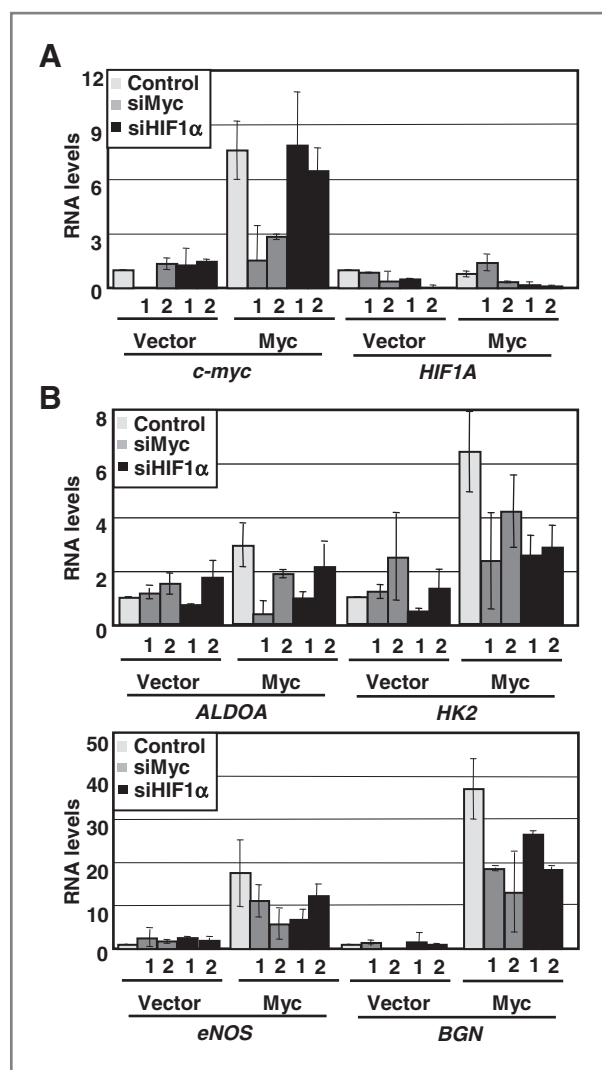 A
12
9
6
3
0
RNA levels
Control
siMyc
siHIF1α
1 2 1 2 1 2 1 2 1 2 1 2 1 2 1 2
Vector Myc Vector Myc
c-myc HIF1A
B
8
6
4
2
0
RNA levels
Control
siMyc
siHIF1α
1 2 1 2 1 2 1 2 1 2 1 2 1 2 1 2
Vector Myc Vector Myc
ALDOA HK2
50
40
30
20
10
0
RNA levels
Control
siMyc
siHIF1α
1 2 1 2 1 2 1 2 1 2 1 2 1 2 1 2
Vector Myc Vector Myc
eNOS BGN